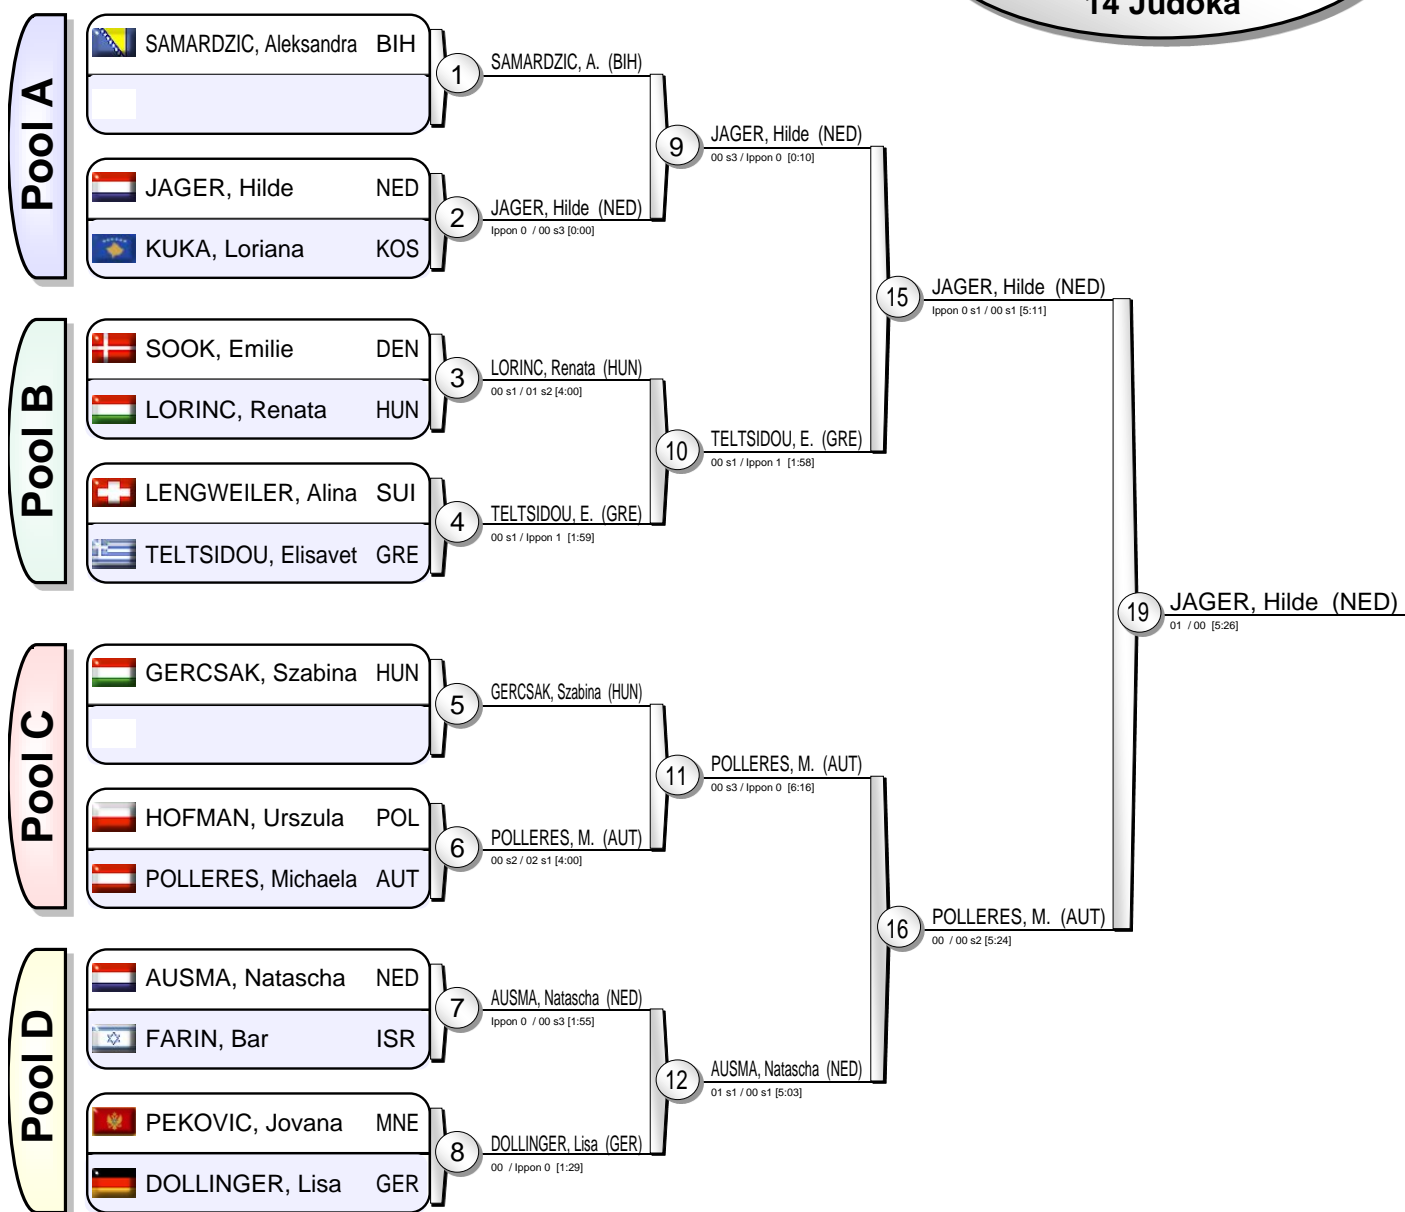 14 Judoka
Pool A
SAMARDZIC, Aleksandra BIH
1
SAMARDZIC, A. (BIH)
JAGER, Hilde NED
KUKA, Loriana KOS
2
JAGER, Hilde (NED)
Ippon 0 / 00 s3 [0:00]
9
JAGER, Hilde (NED)
00 s3 / Ippon 0 [0:10]
Pool B
SOOK, Emilie DEN
LORINC, Renata HUN
3
LORINC, Renata (HUN)
00 s1 / 01 s2 [4:00]
LENGWEILER, Alina SUI
TELTSIDOU, Elisavet GRE
4
TELTSIDOU, E. (GRE)
00 s1 / Ippon 1 [1:59]
10
TELTSIDOU, E. (GRE)
00 s1 / Ippon 1 [1:58]
15
JAGER, Hilde (NED)
Ippon 0 s1 / 00 s1 [5:11]
Pool C
GERCSAK, Szabina HUN
5
GERCSAK, Szabina (HUN)
HOFMAN, Urszula POL
POLLERES, Michaela AUT
6
POLLERES, M. (AUT)
00 s2 / 02 s1 [4:00]
11
POLLERES, M. (AUT)
00 s3 / Ippon 0 [6:16]
Pool D
AUSMA, Natascha NED
FARIN, Bar ISR
7
AUSMA, Natascha (NED)
Ippon 0 / 00 s3 [1:55]
PEKOVIC, Jovana MNE
DOLLINGER, Lisa GER
8
DOLLINGER, Lisa (GER)
00 / Ippon 0 [1:29]
12
AUSMA, Natascha (NED)
01 s1 / 00 s1 [5:03]
16
POLLERES, M. (AUT)
00 / 00 s2 [5:24]
19
JAGER, Hilde (NED)
01 / 00 [5:26]